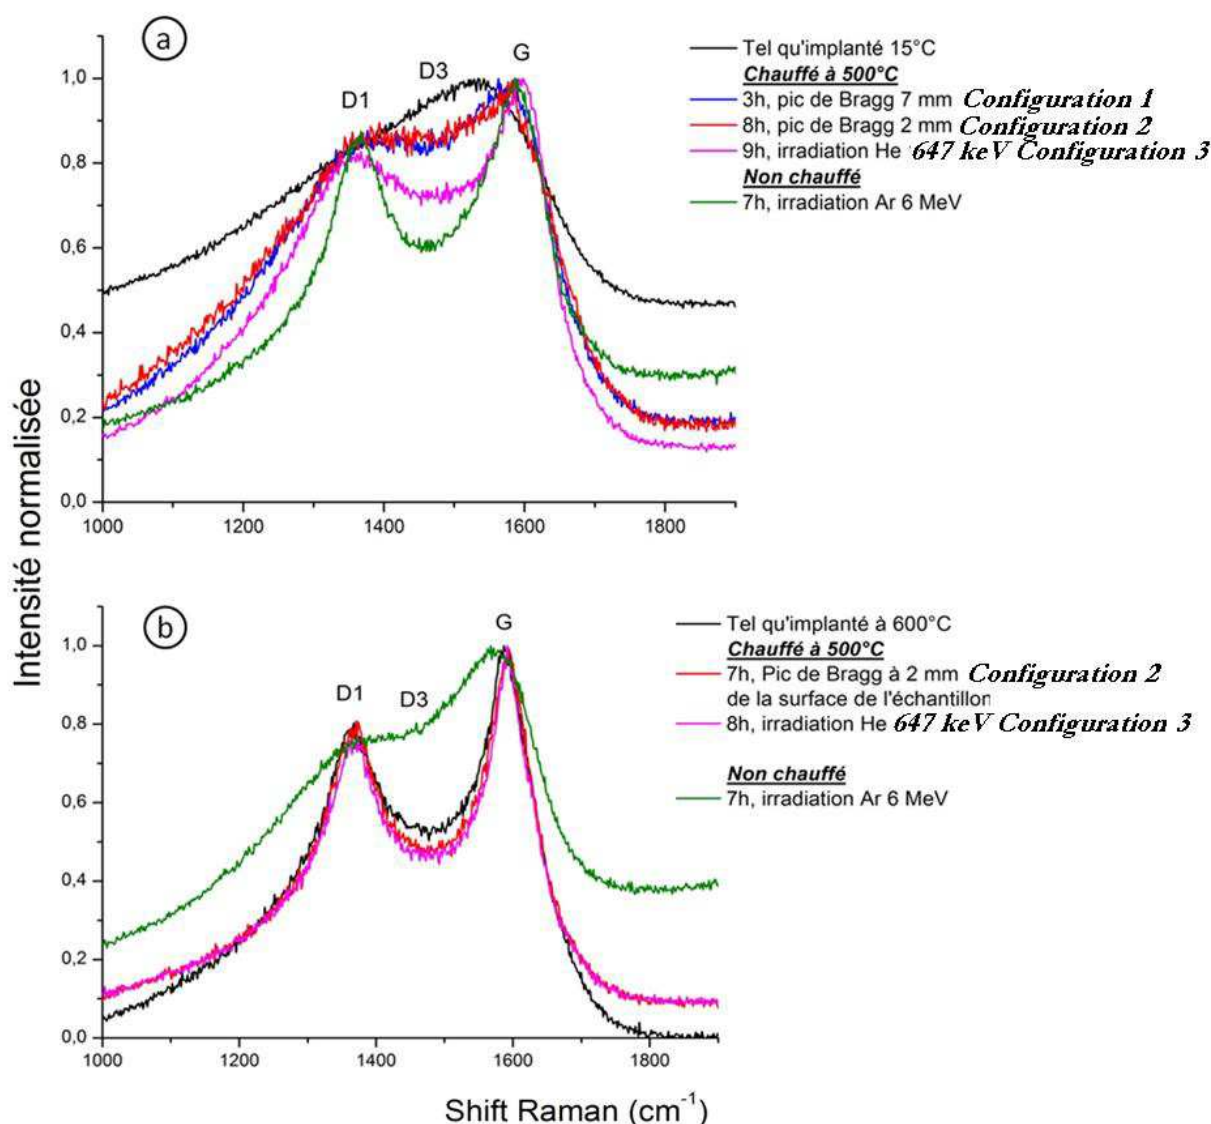 a
1,0
0,8
0,6
0,4
0,2
0,0
D1
D3
G
1000
1200
1400
1600
1800
Tel qu'implanté 15°C
Chauffé à 500°C
3h, pic de Bragg 7 mm Configuration 1
8h, pic de Bragg 2 mm Configuration 2
9h, irradiation He 647 keV Configuration 3
Non chauffé
7h, irradiation Ar 6 MeV
Intensité normalisée
b
1,0
0,8
0,6
0,4
0,2
0,0
D1
D3
G
1000
1200
1400
1600
1800
Tel qu'implanté à 600°C
Chauffé à 500°C
7h, Pic de Bragg à 2 mm Configuration 2
de la surface de l'échantillon
8h, irradiation He 647 keV Configuration 3
Non chauffé
7h, irradiation Ar 6 MeV
Shift Raman (cm⁻¹)